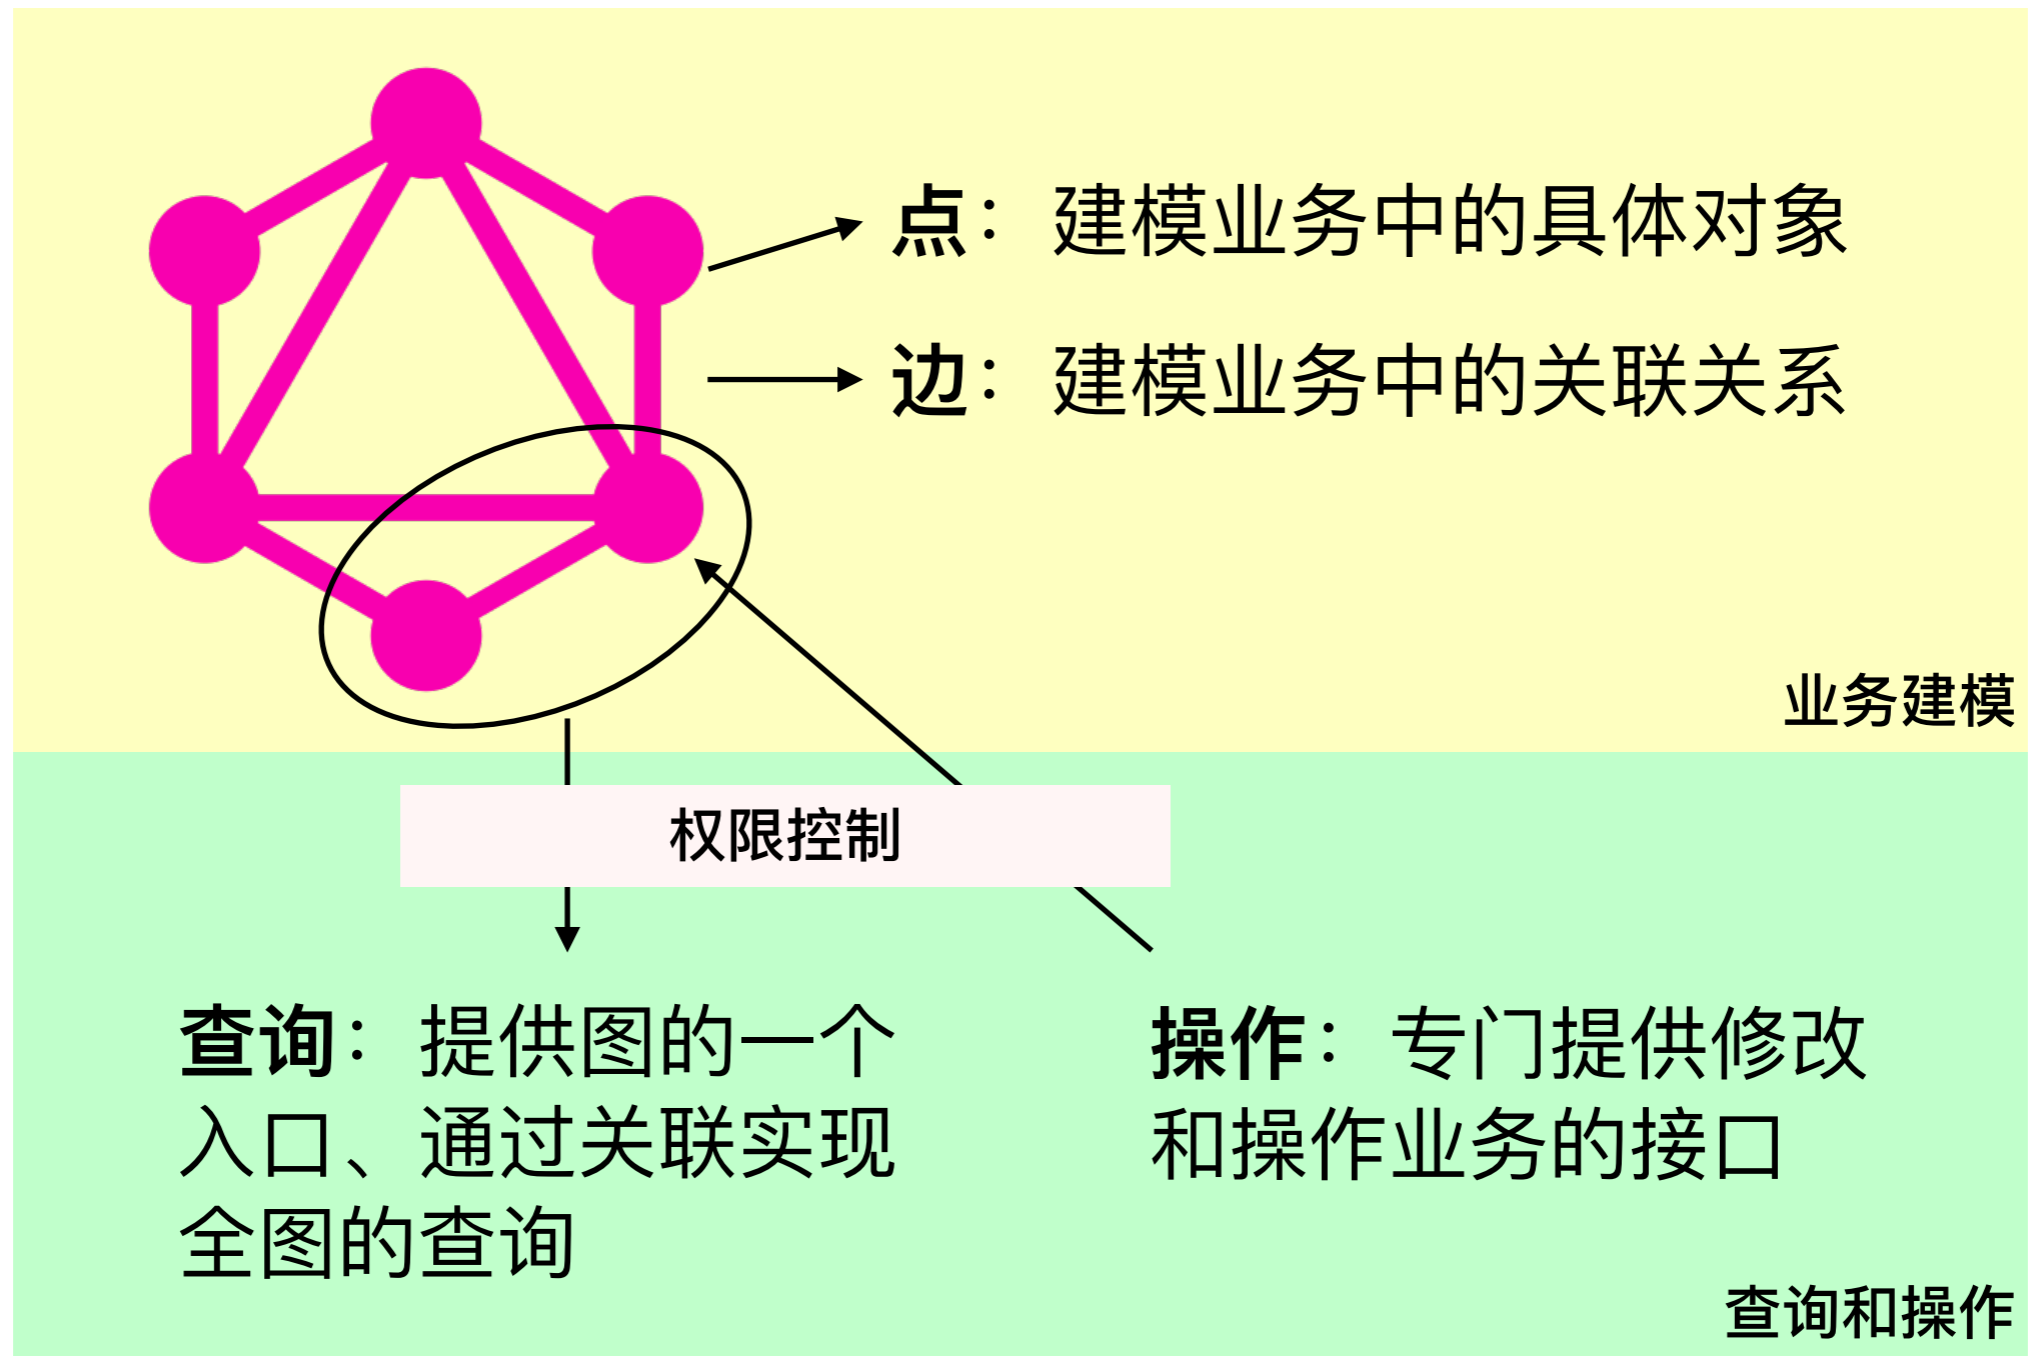 点：建模业务中的具体对象
边：建模业务中的关联关系
业务建模
权限控制
查询：提供图的一个
入口、通过关联实现
全图的查询
操作：专门提供修改
和操作业务的接口
查询和操作